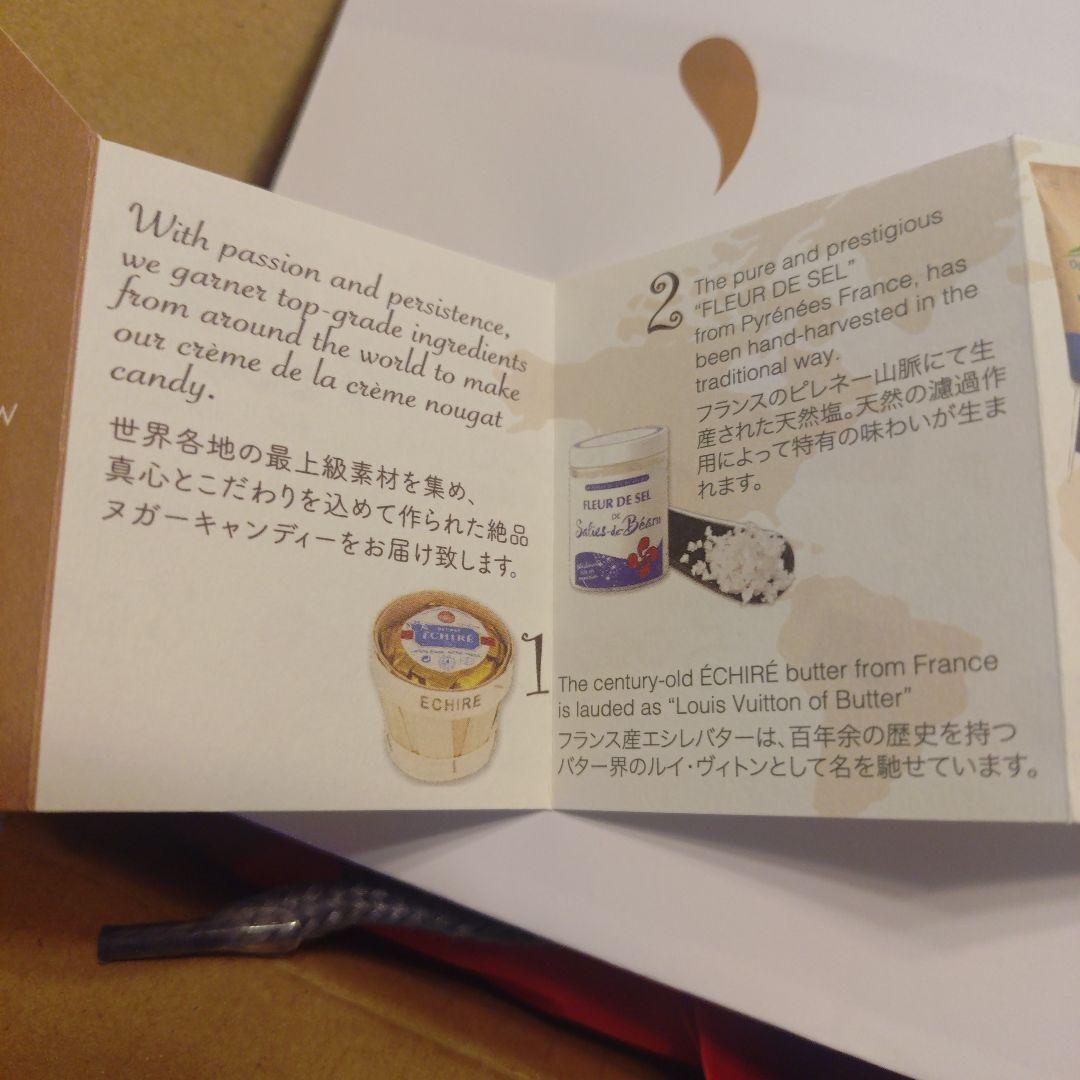 With passion and persistence,
we garner top-grade ingredients
from around the world to make
our crème de la crème nougat
candy.
世界各地の最上級素材を集め、
真心とこだわりを込めて作られた絶品
ヌガーキャンディーをお届け致します。
ÉCHIRÉ
ECHIRE
1
The century-old ÉCHIRÉ butter from France
is lauded as “Louis Vuitton of Butter”
フランス産エシレバターは、百年余の歴史を持つ
バター界のルイ・ヴィトンとして名を馳せています。
2
The pure and prestigious
“FLEUR DE SEL”
from Pyrénées France, has
been hand-harvested in the
traditional way.
フランスのピレネー山脈にて生
産された天然塩。天然の濾過作
用によって特有の味わいが生ま
れます。
FLEUR DE SEL
DE
Salies-de-Béarn